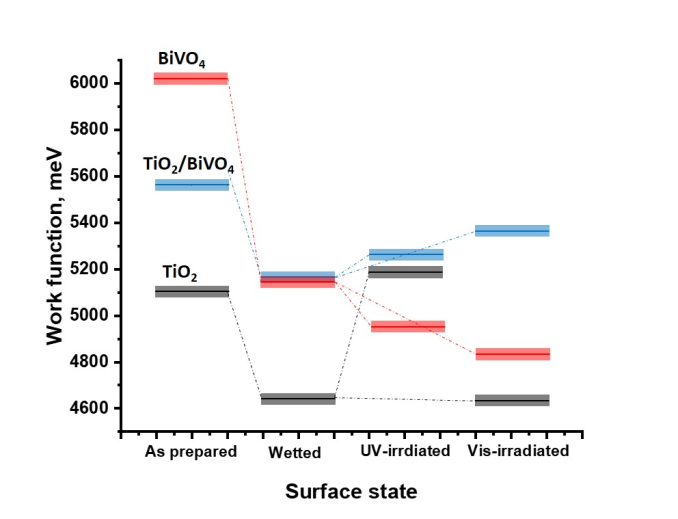 BiVO₄
6000
5800
TiO₂/BiVO₄
5600
5400
TiO₂
5200
5000
4800
4600
Work function, meV
As prepared Wetted UV-irrdiated Vis-irradiated
Surface state